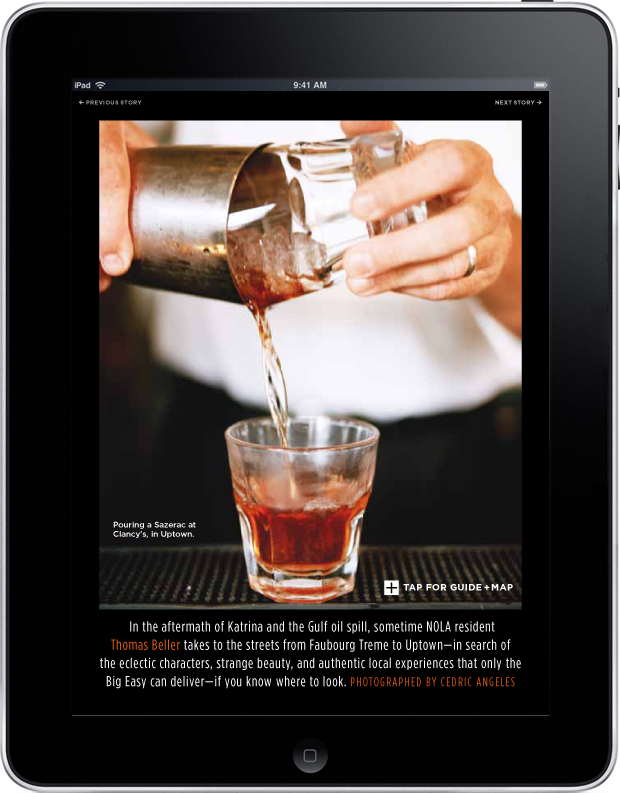 iPad 9:41 AM
← PREVIOUS STORY NEXT STORY →
Pouring a Sazerac at
Clancy's, in Uptown.
TAP FOR GUIDE + MAP
In the aftermath of Katrina and the Gulf oil spill, sometime NOLA resident
Thomas Beller takes to the streets from Faubourg Treme to Uptown—in search of
the eclectic characters, strange beauty, and authentic local experiences that only the
Big Easy can deliver—if you know where to look. PHOTOGRAPHED BY CEDRIC ANGELES